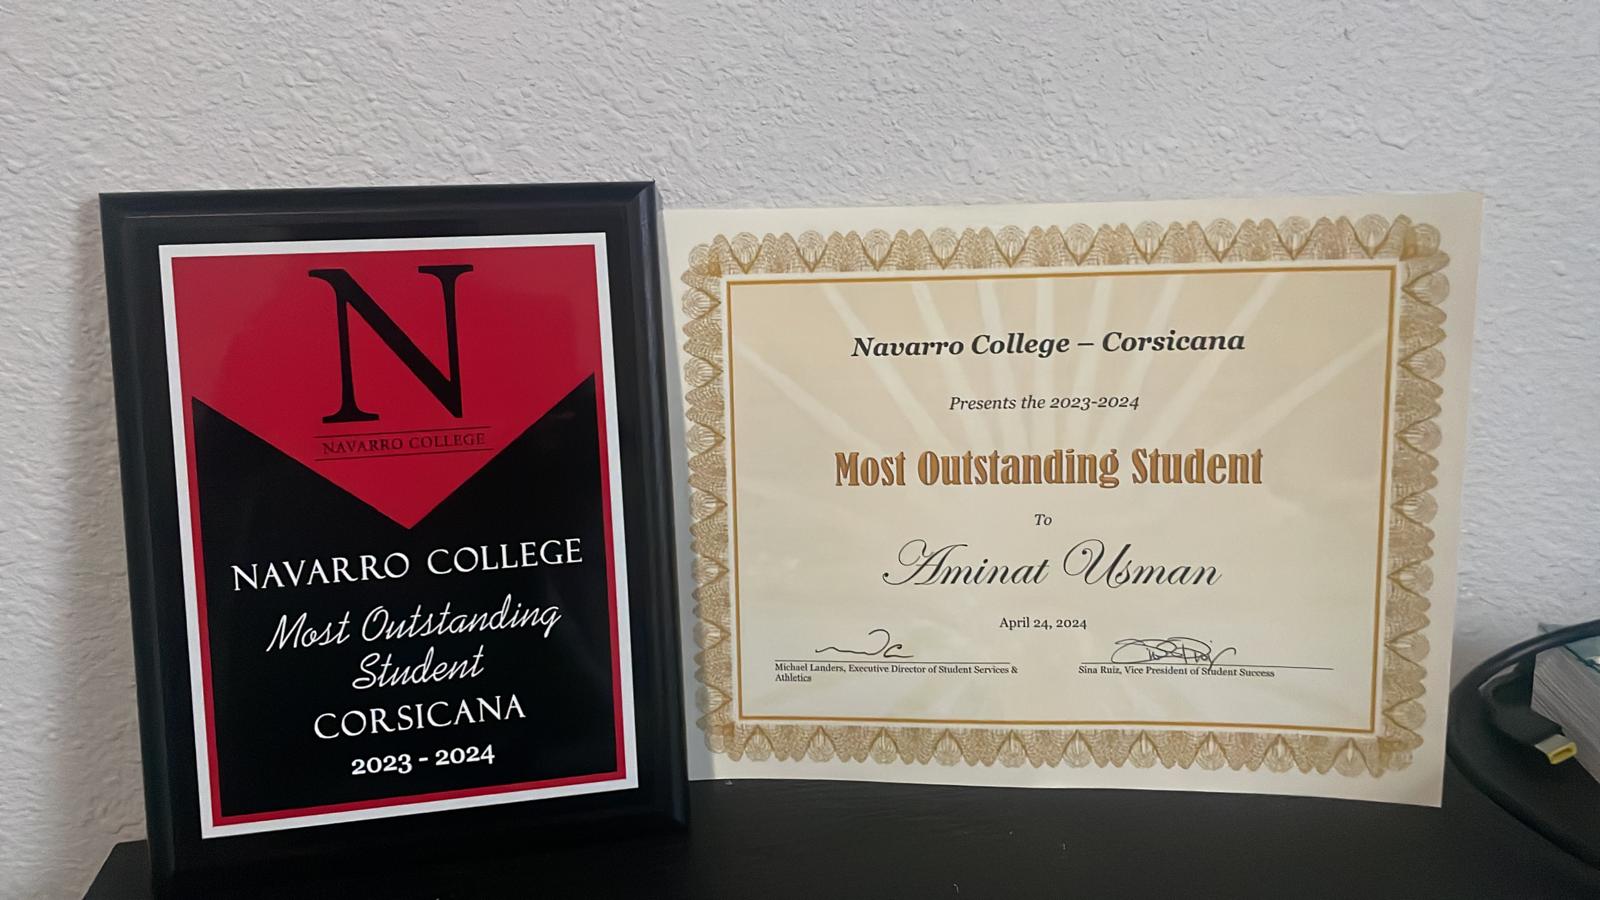 N
NAVARRO COLLEGE
NAVARRO COLLEGE
Most Outstanding
Student
CORSICANA
2023 - 2024
Navarro College – Corsicana
Presents the 2023-2024
Most Outstanding Student
To
Aminat Usman
April 24, 2024
Michael Landers, Executive Director of Student Services &
Athletics
Sina Ruiz, Vice President of Student Success